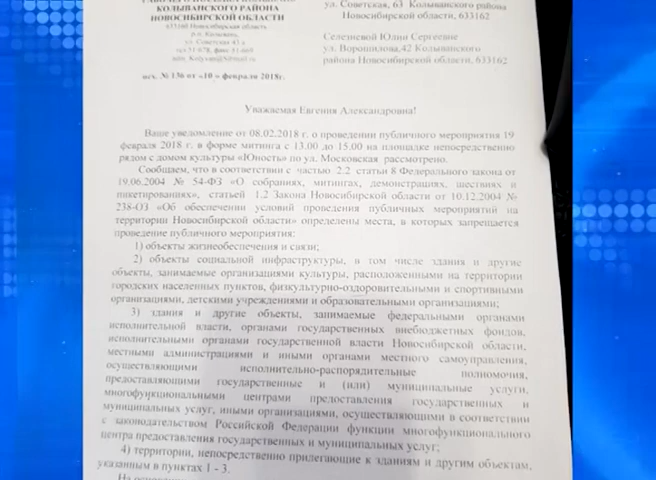 КОЛЫВАНСКОГО РАЙОНА
НОВОСИБИРСКОЙ ОБЛАСТИ
633160 Новосибирская область
р.п. Колывань,
ул. Советская 43 а
исх. № 136 от «10 » февраля 2018г.
ул. Советская, 63 Колыванского района
Новосибирской области, 633162
Селезневой Юлии Сергеевне
ул. Ворошилова,42 Колыванского
района Новосибирской области, 633162
Уважаемая Евгения Александровна!
Ваше уведомление от 08.02.2018 г. о проведении публичного мероприятия 19
февраля 2018 г. в форме митинга с 13.00 до 15.00 на площадке непосредственно
рядом с домом культуры «Юность» по ул. Московская рассмотрено.
Сообщаем, что в соответствии с частью 2.2 статьи 8 Федерального закона от
19.06.2004 № 54-ФЗ «О собраниях, митингах, демонстрациях, шествиях и
пикетированиях», статьей 1.2 Закона Новосибирской области от 10.12.2004 №
238-ОЗ «Об обеспечении условий проведения публичных мероприятий на
территории Новосибирской области» определены места, в которых запрещается
проведение публичного мероприятия:
1) объекты жизнеобеспечения и связи;
2) объекты социальной инфраструктуры, в том числе здания и другие
объекты, занимаемые организациями культуры, расположенными на территории
городских населенных пунктов, физкультурно-оздоровительными и спортивными
организациями, детскими учреждениями и образовательными организациями;
3) здания и другие объекты, занимаемые федеральными органами
исполнительной власти, органами государственных внебюджетных фондов,
исполнительными органами государственной власти Новосибирской области,
местными администрациями и иными органами местного самоуправления,
осуществляющими исполнительно-распорядительные полномочия,
предоставляющими государственные и (или) муниципальные услуги,
многофункциональными центрами предоставления государственных и
муниципальных услуг, иными организациями, осуществляющими в соответствии
с законодательством Российской Федерации функции многофункционального
центра предоставления государственных и муниципальных услуг;
4) территории, непосредственно прилегающие к зданиям и другим объектам,
указанным в пунктах 1 - 3.